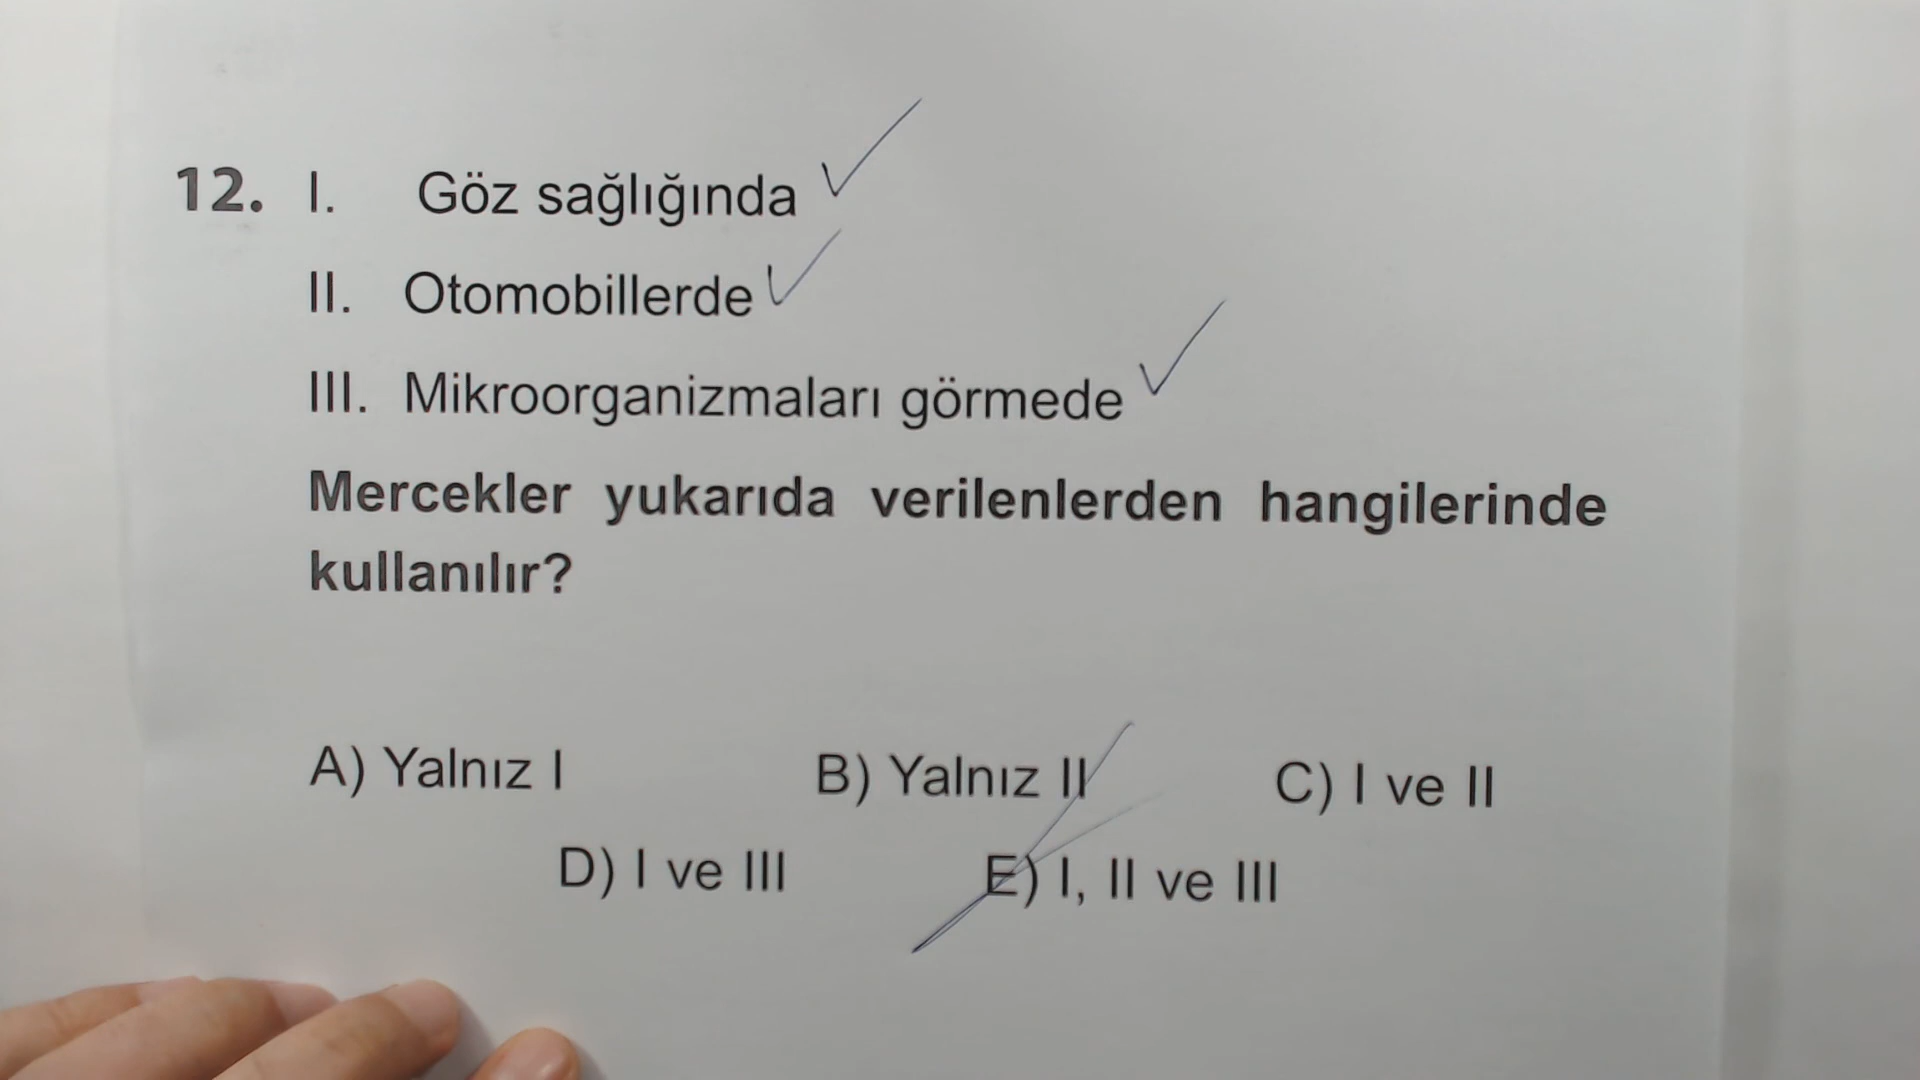 12. I. Göz sağlığında
II. Otomobillerde
III. Mikroorganizmaları görmede
Mercekler yukarıda verilenlerden hangilerinde
kullanılır?
A) Yalnız I B) Yalnız II C) I ve II
D) I ve III E) I, II ve III